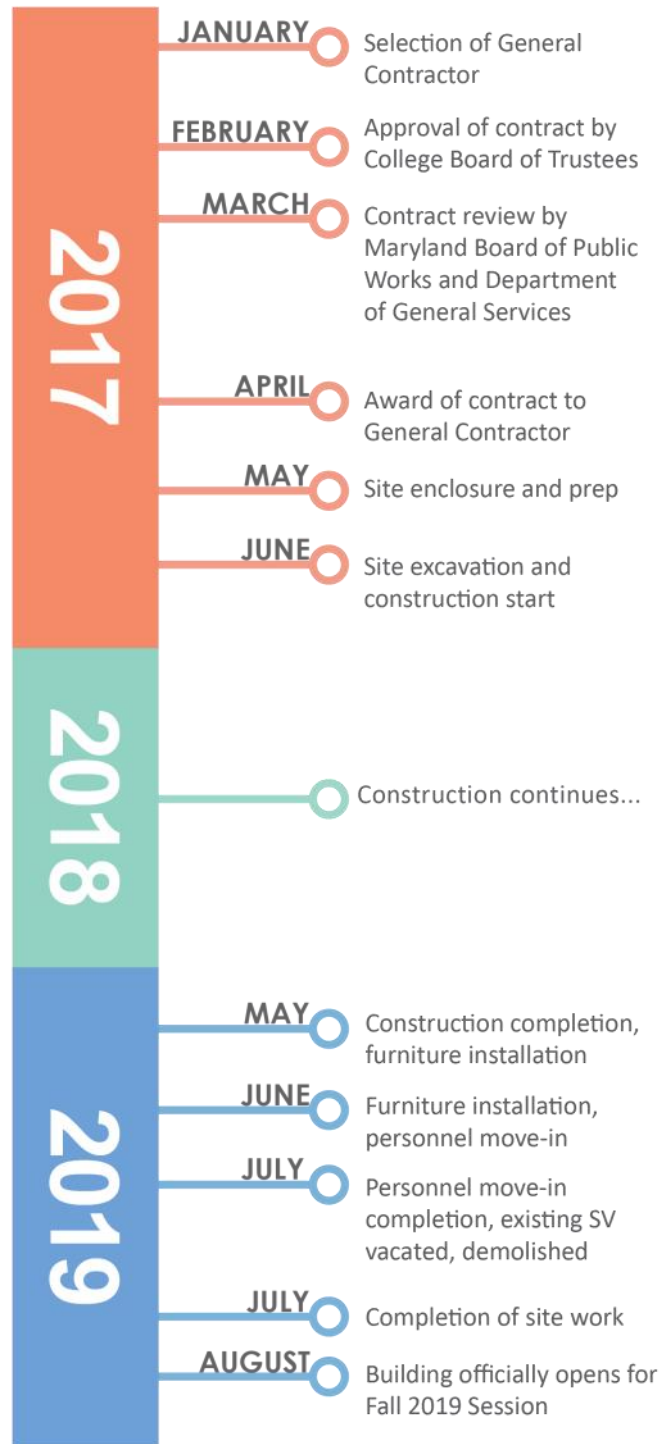 2017
JANUARY
Selection of General
Contractor
FEBRUARY
Approval of contract by
College Board of Trustees
MARCH
Contract review by
Maryland Board of Public
Works and Department
of General Services
APRIL
Award of contract to
General Contractor
MAY
Site enclosure and prep
JUNE
Site excavation and
construction start
2018
Construction continues...
2019
MAY
Construction completion,
furniture installation
JUNE
Furniture installation,
personnel move-in
JULY
Personnel move-in
completion, existing SV
vacated, demolished
JULY
Completion of site work
AUGUST
Building officially opens for
Fall 2019 Session